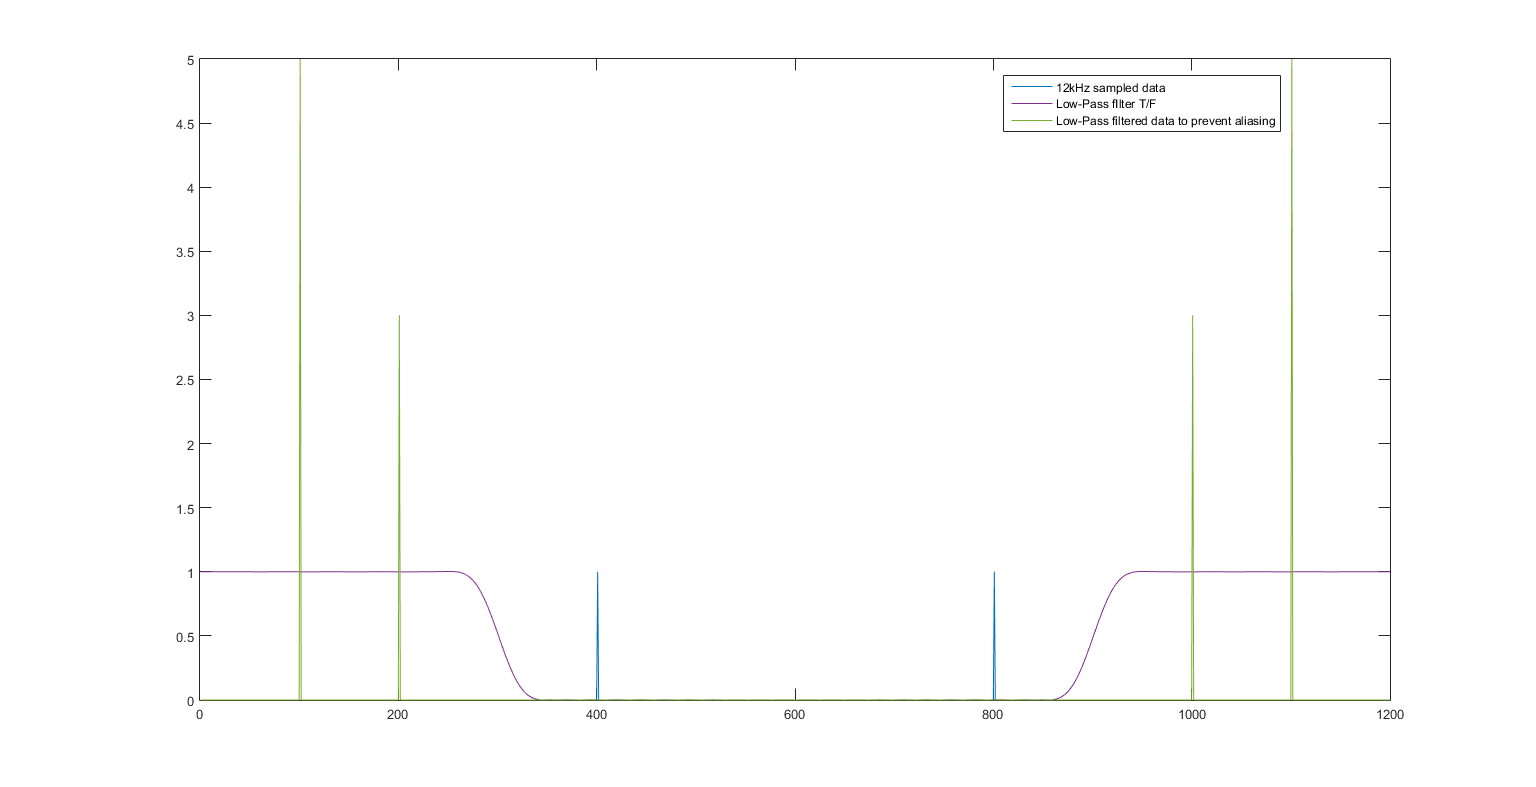 5
4.5
4
3.5
3
2.5
2
1.5
1
0.5
0
0 200 400 600 800 1000 1200
12kHz sampled data
Low-Pass fIlter T/F
Low-Pass filtered data to prevent aliasing